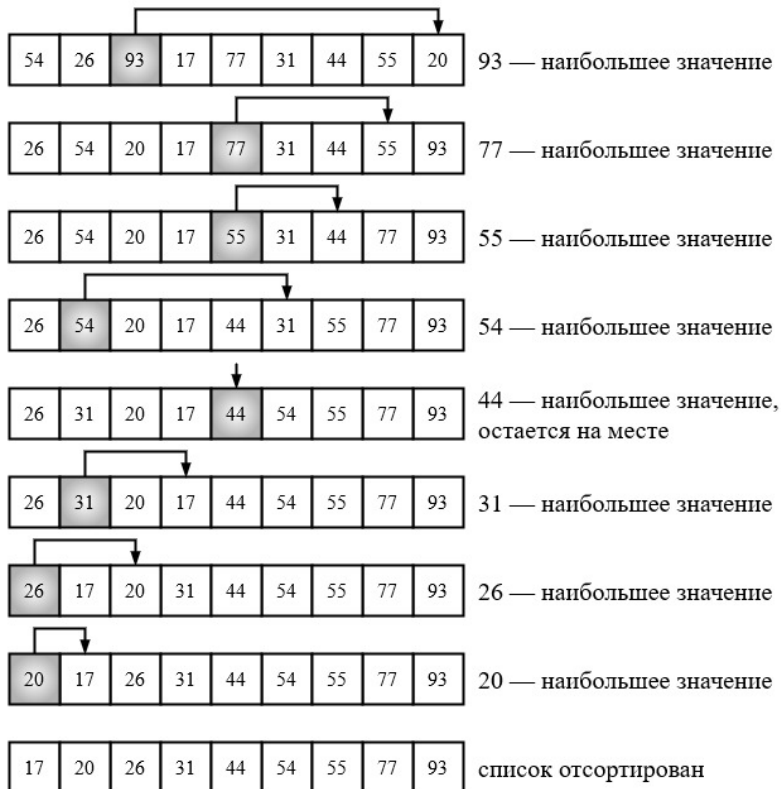 54 26 93 17 77 31 44 55 20 93 — наибольшее значение
26 54 20 17 77 31 44 55 93 77 — наибольшее значение
26 54 20 17 55 31 44 77 93 55 — наибольшее значение
26 54 20 17 44 31 55 77 93 54 — наибольшее значение
26 31 20 17 44 54 55 77 93 44 — наибольшее значение,
остается на месте
26 31 20 17 44 54 55 77 93 31 — наибольшее значение
26 17 20 31 44 54 55 77 93 26 — наибольшее значение
20 17 26 31 44 54 55 77 93 20 — наибольшее значение
17 20 26 31 44 54 55 77 93 список отсортирован